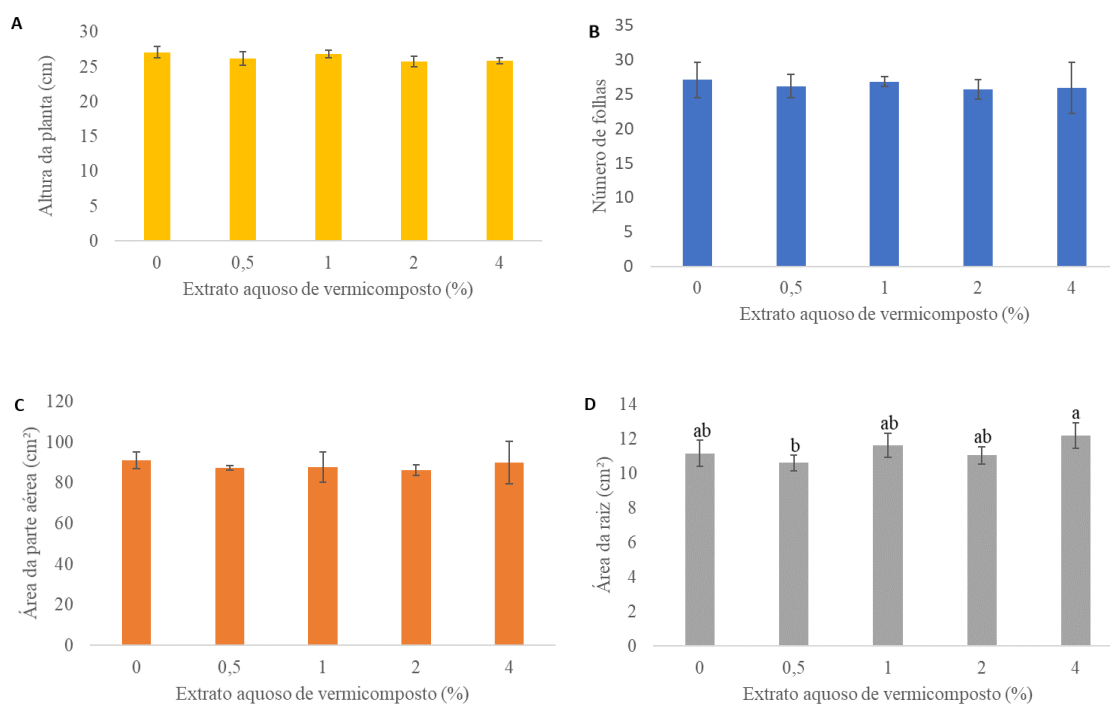 A
Altura da planta (cm)
30
25
20
15
10
5
0
0 0,5 1 2 4
Extrato aquoso de vermicomposto (%)
B
Número de folhas
35
30
25
20
15
10
5
0
0 0,5 1 2 4
Extrato aquoso de vermicomposto (%)
C
Área da parte aérea (cm²)
120
100
80
60
40
20
0
0 0,5 1 2 4
Extrato aquoso de vermicomposto (%)
D
Área da raiz (cm²)
14
12
10
8
6
4
2
0
ab b ab ab a
0 0,5 1 2 4
Extrato aquoso de vermicomposto (%)